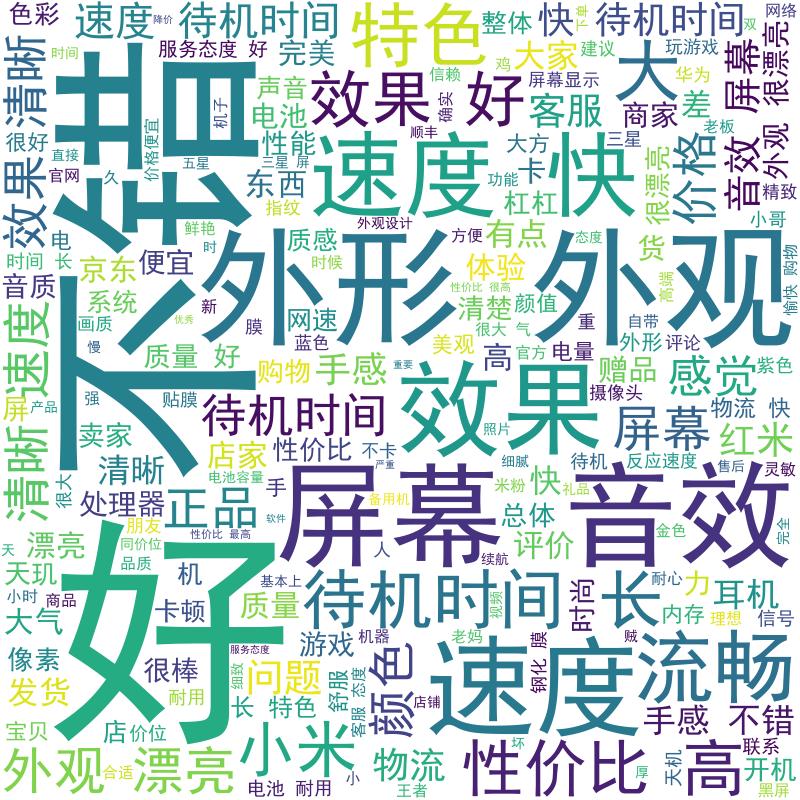 色彩
速度
降价
待机时间
特色
整体
快
下单
待机时间
网络
双
清晰
不错
服务态度 好
完美
大家
建议
大
玩游戏
屏幕
很漂亮
时间
机子
声音
信赖
鸡
屏幕显示
华为
很好
电池
效果 好
确实
客服
商家
差
老板
直接
价格便宜
性能
顺丰
大方
三星
音效
外观
官网
五星
三星 屏
速度 快
卡
很漂亮
价格
效果
久
东西
功能
精致
指纹
杠杠
小哥
鲜艳
外观设计
电
时
质感
方便
有点
态度
货
时间
长
京东
便宜
外形 外观
时候
体验
高端
愉快 购物
音质
系统
新
膜
网速
性价比 很高
清楚
颜值
重
自带
画质
优秀
蓝色
很大
气
外形
评论
速度
慢
质量 好
美观
官方
高
电量
购物
手感
重要
效果
赠品
感觉
紫色
屏
产品
强
贴膜
待机时间
摄像头
屏幕
物流 快
清晰
卖家
店家
照片
红米
清晰
性价比
不卡
细腻
待机
反应速度
售后
灵敏
很大
处理器
电池容量
手
严重
米粉
快
礼品
正品
备用机
屏幕
音效
朋友
软件
总体
金色
完全
漂亮
同价位
性价比 最高
人
评价
天
品质
续航
天玑
好
机
基本上
待机时间
视频
时尚
长
耐心
力
耳机
小时
商品
卡顿
质量
内存
理想
信号
大气
游戏
机器
老妈
膜
贼
像素
很棒
服务态度
颜色
速度
流畅
细致
问题
舒服
钢化
发货
耐用
客服 态度
店铺
长
特色
手感
不错
宝贝
店
价位
小米
坏
联系
外观
漂亮
物流
性价比
高
天机
开机
合适
电池
耐用
小
王者
厚
黑屏